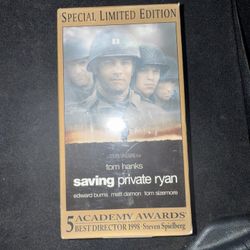 SPECIAL LIMITED EDITION
tom hanks
saving private ryan
edward burns matt damon tom sizemore
5 ACADEMY AWARDS
BEST DIRECTOR 1998 Steven Spielberg